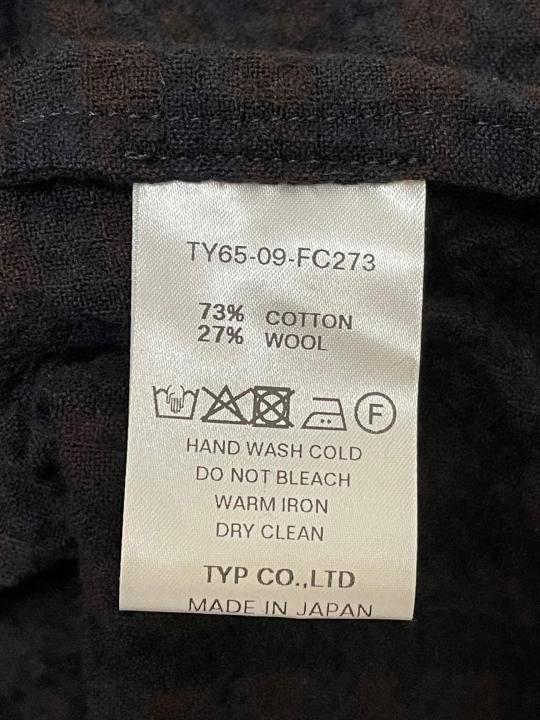 TY65-09-FC273
73% COTTON
27% WOOL
F
HAND WASH COLD
DO NOT BLEACH
WARM IRON
DRY CLEAN
TYP CO.,LTD
MADE IN JAPAN